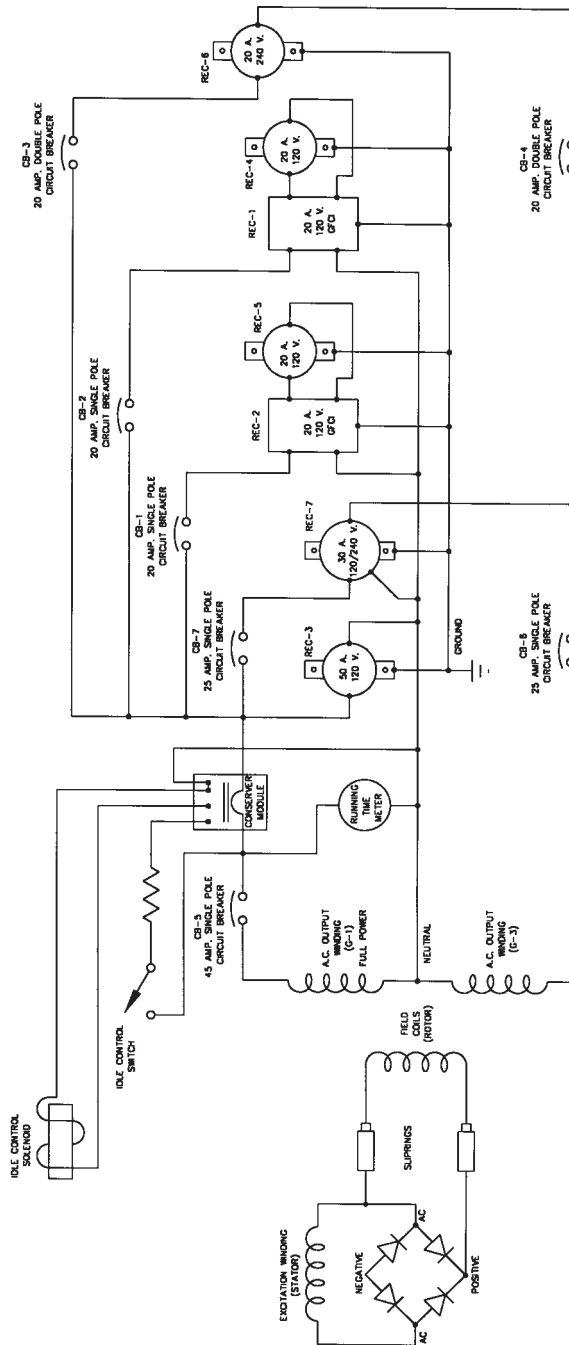 CB-3
20 AMP. DOUBLE POLE
CIRCUIT BREAKER
REC-6
20 A.
240 V.
REC-4
20 A.
120 V.
REC-1
20 A.
120 V.
GFCI
CB-4
20 AMP. DOUBLE POLE
CIRCUIT BREAKER
CB-2
20 AMP. SINGLE POLE
CIRCUIT BREAKER
REC-5
20 A.
120 V.
REC-2
20 A.
120 V.
GFCI
CB-1
20 AMP. SINGLE POLE
CIRCUIT BREAKER
REC-7
30 A.
120/240 V.
CB-7
25 AMP. SINGLE POLE
CIRCUIT BREAKER
REC-3
50 A.
120 V.
GROUND
CB-6
25 AMP. SINGLE POLE
CIRCUIT BREAKER
CONSERVER
MODULE
RUNNING
TIME
METER
CB-5
45 AMP. SINGLE POLE
CIRCUIT BREAKER
A.C. OUTPUT
WINDING
(G-1)
FULL POWER
NEUTRAL
A.C. OUTPUT
WINDING
(G-3)
IDLE CONTROL
SWITCH
IDLE CONTROL
SOLENOID
FIELD
COILS
(ROTOR)
SLIPRINGS
EXCITATION WINDING
(STATOR)
NEGATIVE
AC
AC
POSITIVE